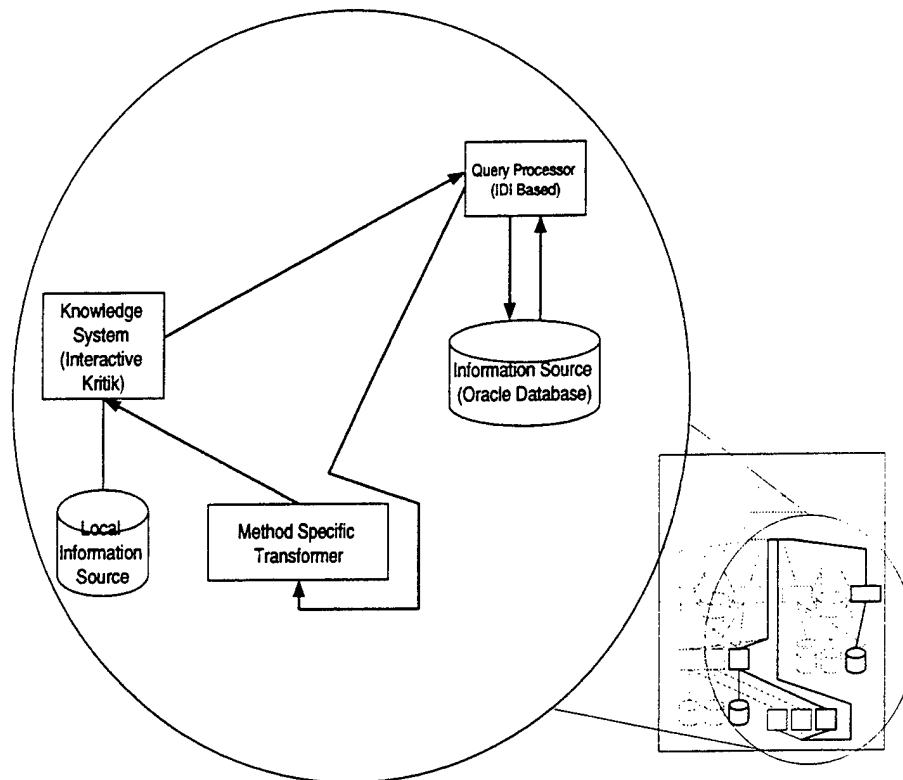 Query Processor
(IDI Based)
Knowledge
System
(Interactive
Kritik)
Information Source
(Oracle Database)
Local
Information
Source
Method Specific
Transformer